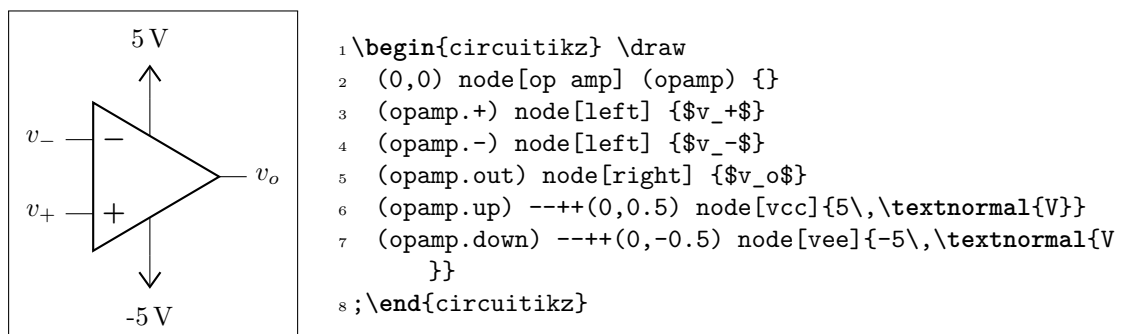 5 V
v−
v+
vo
-5 V
1 \begin{circuitikz} \draw
2   (0,0) node[op amp] (opamp) {}
3   (opamp.+) node[left] {$v_+$}
4   (opamp.-) node[left] {$v_-$}
5   (opamp.out) node[right] {$v_o$}
6   (opamp.up) --++(0,0.5) node[vcc]{5\,\textnormal{V}}
7   (opamp.down) --++(0,-0.5) node[vee]{-5\,\textnormal{V
}}
8 ;\end{circuitikz}